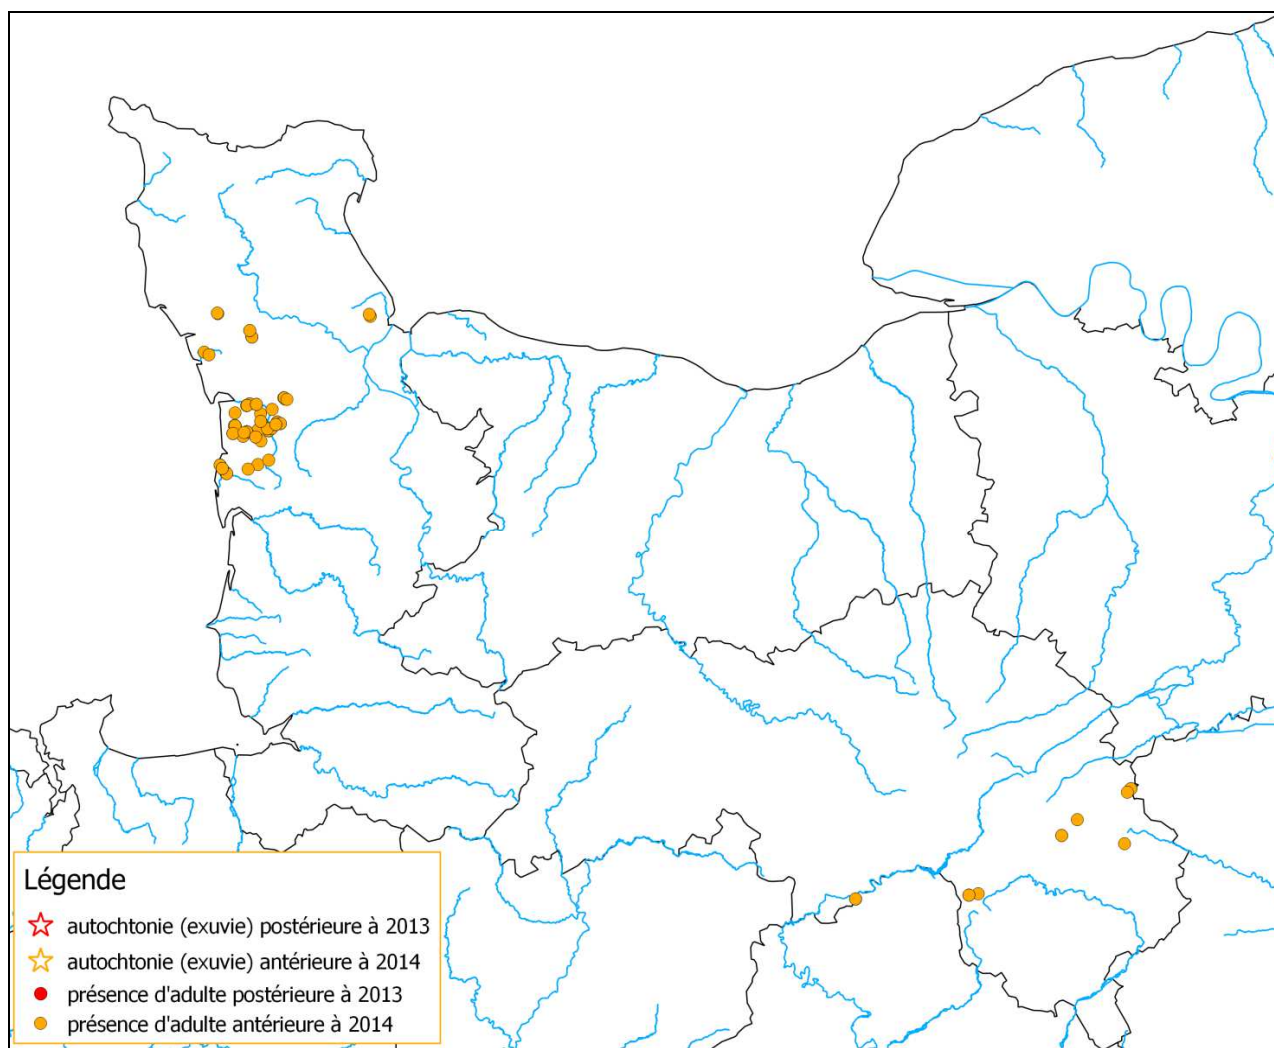 Légende
autochtonie (exuvie) postérieure à 2013
autochtonie (exuvie) antérieure à 2014
présence d'adulte postérieure à 2013
présence d'adulte antérieure à 2014